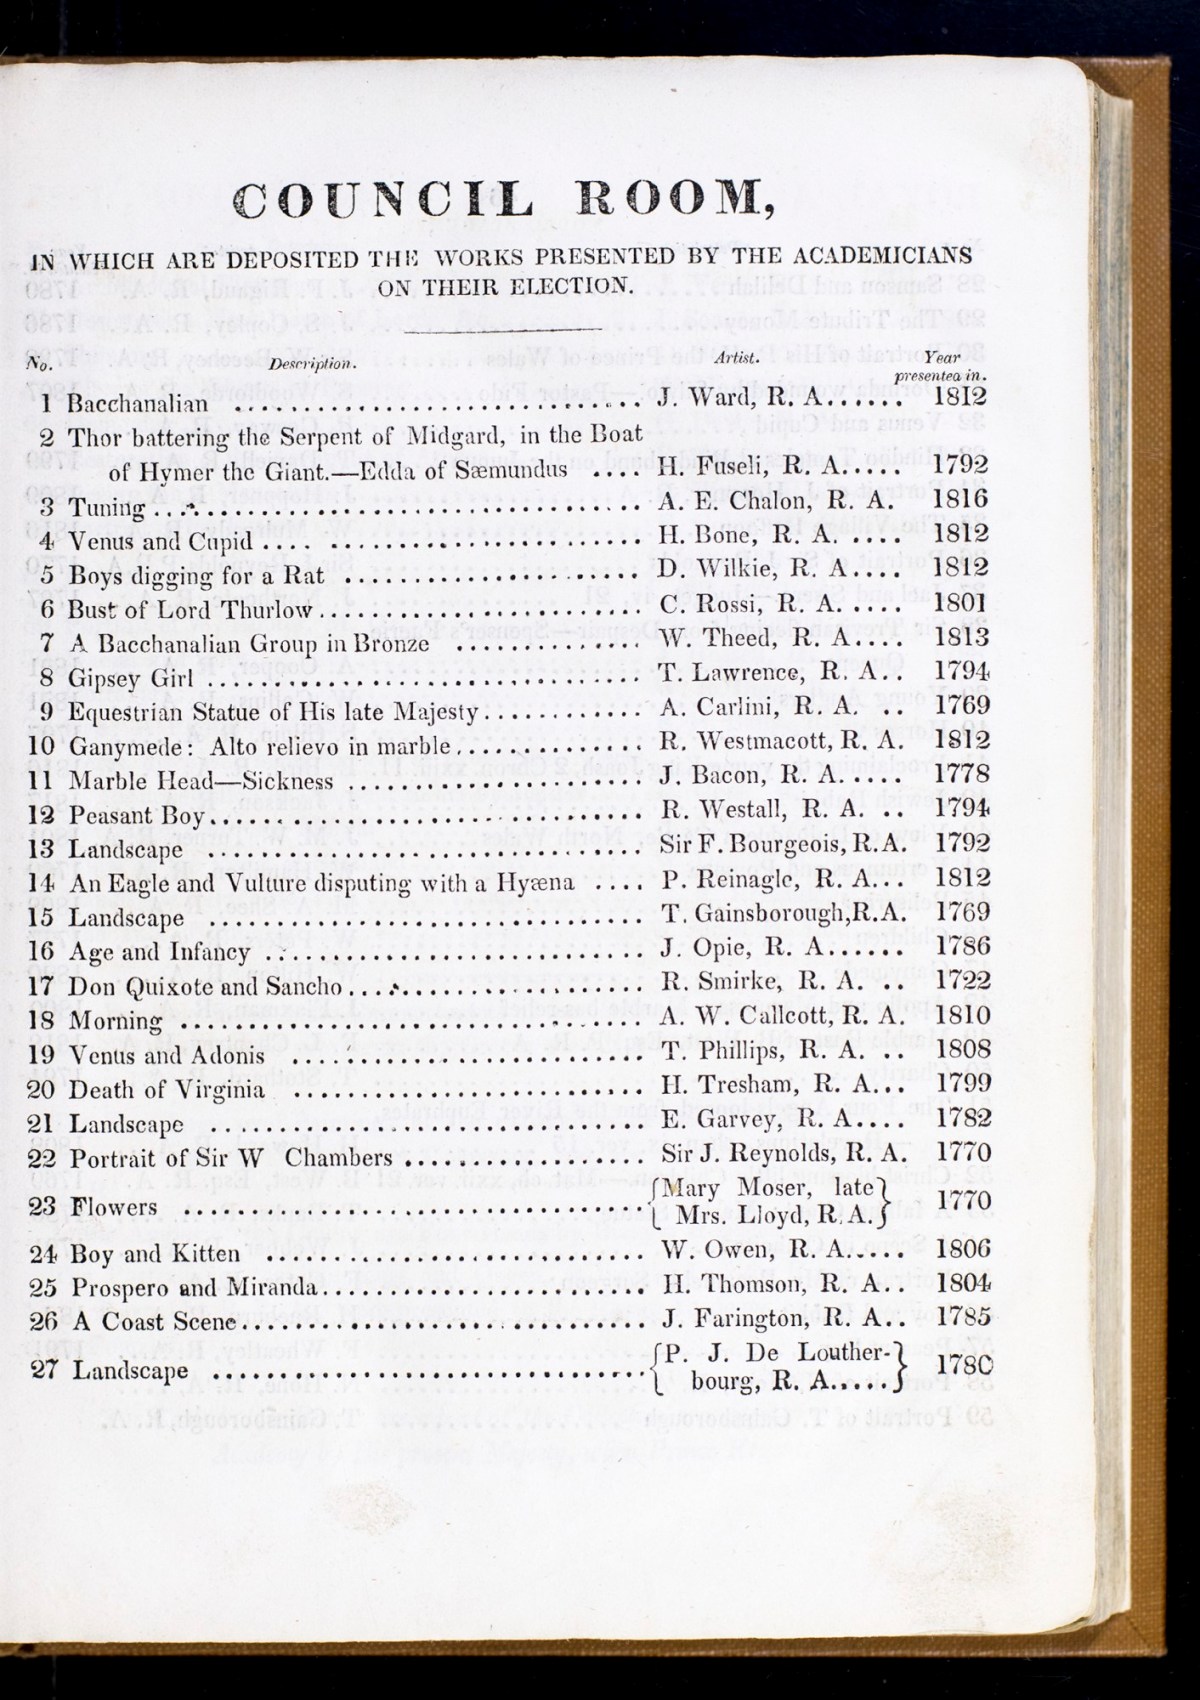 COUNCIL ROOM,
IN WHICH ARE DEPOSITED THE WORKS PRESENTED BY THE ACADEMICIANS
ON THEIR ELECTION.
No. Description. Artist. Year
presented in.
1 Bacchanalian .............................. J. Ward, R. A....... 1812
2 Thor battering the Serpent of Midgard, in the Boat
of Hymer the Giant.—Edda of Sæmundus .... H. Fuseli, R. A..... 1792
3 Tuning .................................. A. E. Chalon, R. A. 1816
4 Venus and Cupid .... ....................... H. Bone, R. A. .... 1812
5 Boys digging for a Rat ...................... D. Wilkie, R. A.... 1812
6 Bust of Lord Thurlow........................ C. Rossi, R. A. ..... 1801
7 A Bacchanalian Group in Bronze .............. W. Theed, R. A.... 1813
8 Gipsey Girl ................................ T. Lawrence, R. A.. 1794
9 Equestrian Statue of His late Majesty............ A. Carlini, R. A. .. 1769
10 Ganymede: Alto relievo in marble.............. R. Westmacott, R. A. 1812
11 Marble Head—Sickness ...................... J. Bacon, R. A. .... 1778
12 Peasant Boy................................ R. Westall, R. A. .. 1794
13 Landscape ................................ Sir F. Bourgeois, R. A. 1792
14 An Eagle and Vulture disputing with a Hyæna .... P. Reinagle, R. A... 1812
15 Landscape ................................ T. Gainsborough, R. A. 1769
16 Age and Infancy ............................ J. Opie, R. A...... 1786
17 Don Quixote and Sancho...................... R. Smirke, R. A. .. 1722
18 Morning .................................. A. W. Callcott, R. A. 1810
19 Venus and Adonis .......................... T. Phillips, R. A. .. 1808
20 Death of Virginia .......................... H. Tresham, R. A... 1799
21 Landscape ................................ E. Garvey, R. A.... 1782
22 Portrait of Sir W Chambers .................. Sir J. Reynolds, R. A. 1770
23 Flowers .................................. {Mary Moser, late} 1770
{Mrs. Lloyd, R. A.}
24 Boy and Kitten ............................ W. Owen, R. A..... 1806
25 Prospero and Miranda........................ H. Thomson, R. A.. 1804
26 A Coast Scene.............................. J. Farington, R. A.. 1785
27 Landscape ................................ {P. J. De Louther-} 1780
{bourg, R. A.....}